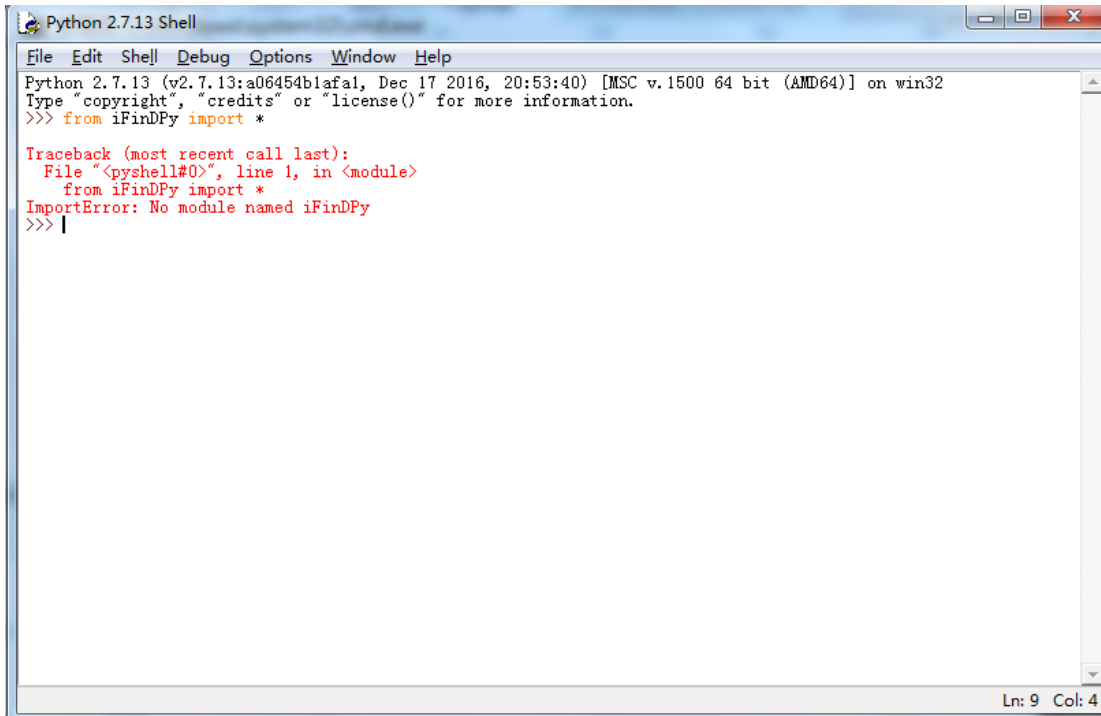 Python 2.7.13 Shell
File Edit Shell Debug Options Window Help
Python 2.7.13 (v2.7.13:a06454b1afa1, Dec 17 2016, 20:53:40) [MSC v.1500 64 bit (AMD64)] on win32
Type "copyright", "credits" or "license()" for more information.
>>> from iFinDPy import *
Traceback (most recent call last):
  File "<pyshell#0>", line 1, in <module>
    from iFinDPy import *
ImportError: No module named iFinDPy
>>>
Ln: 9 Col: 4